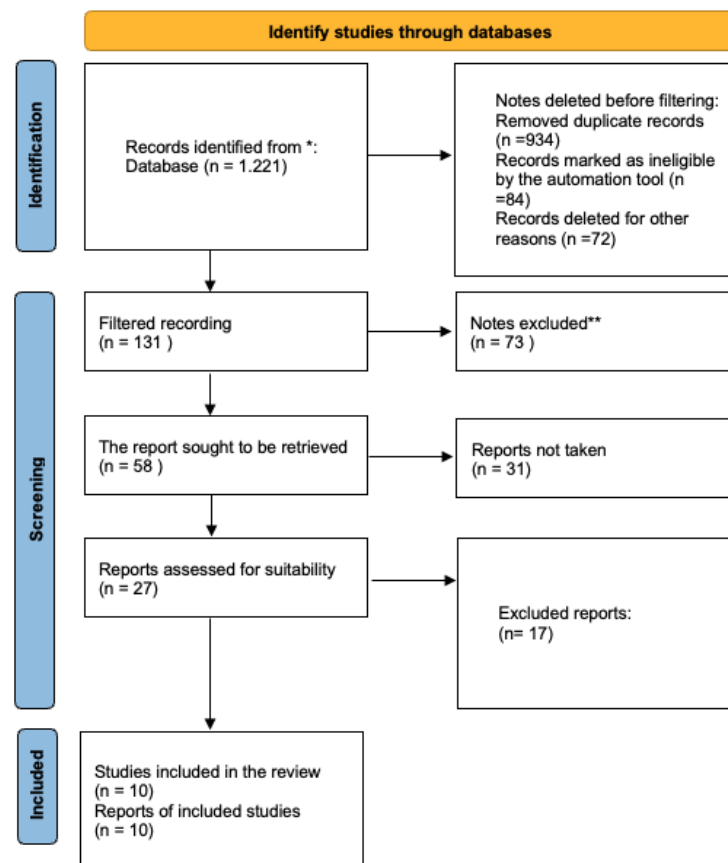 Identify studies through databases
Identification
Records identified from *:
Database (n = 1.221)
Notes deleted before filtering:
Removed duplicate records
(n =934)
Records marked as ineligible
by the automation tool (n
=84)
Records deleted for other
reasons (n =72)
Screening
Filtered recording
(n = 131 )
Notes excluded**
(n = 73 )
The report sought to be retrieved
(n = 58 )
Reports not taken
(n = 31)
Reports assessed for suitability
(n = 27)
Excluded reports:
(n= 17)
Included
Studies included in the review
(n = 10)
Reports of included studies
(n = 10)